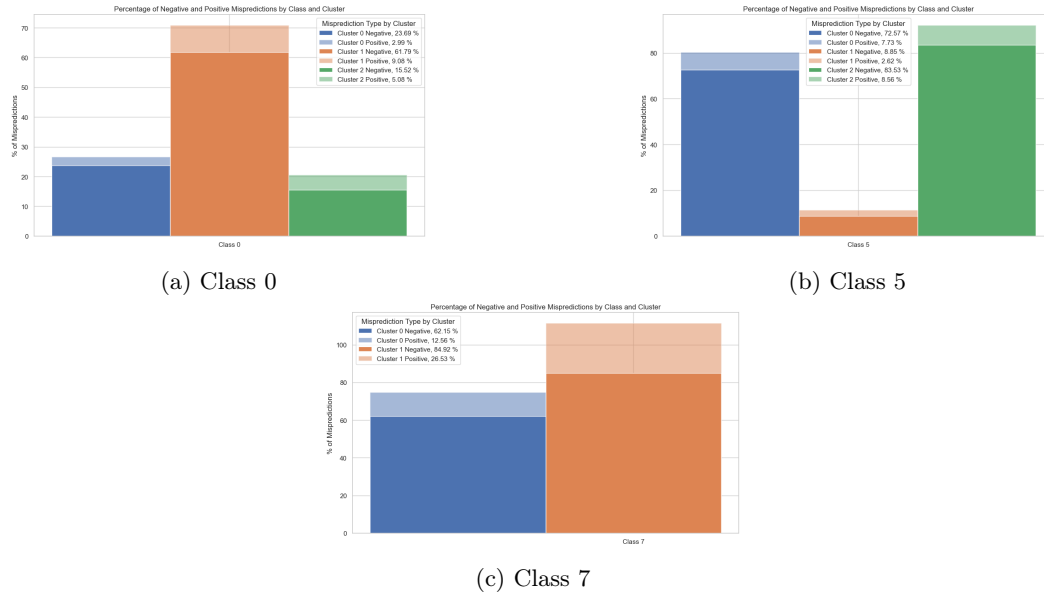 Percentage of Negative and Positive Mispredictions by Class and Cluster
% of Mispredictions
70
60
50
40
30
20
10
0
Misprediction Type by Cluster
Cluster 0 Negative, 23.69 %
Cluster 0 Positive, 2.99 %
Cluster 1 Negative, 61.79 %
Cluster 1 Positive, 9.08 %
Cluster 2 Negative, 15.52 %
Cluster 2 Positive, 5.08 %
Class 0
(a) Class 0
Percentage of Negative and Positive Mispredictions by Class and Cluster
% of Mispredictions
80
60
40
20
0
Misprediction Type by Cluster
Cluster 0 Negative, 72.57 %
Cluster 0 Positive, 7.73 %
Cluster 1 Negative, 8.85 %
Cluster 1 Positive, 2.62 %
Cluster 2 Negative, 83.53 %
Cluster 2 Positive, 8.56 %
Class 5
(b) Class 5
Percentage of Negative and Positive Mispredictions by Class and Cluster
% of Mispredictions
100
80
60
40
20
0
Misprediction Type by Cluster
Cluster 0 Negative, 62.15 %
Cluster 0 Positive, 12.56 %
Cluster 1 Negative, 84.92 %
Cluster 1 Positive, 26.53 %
Class 7
(c) Class 7